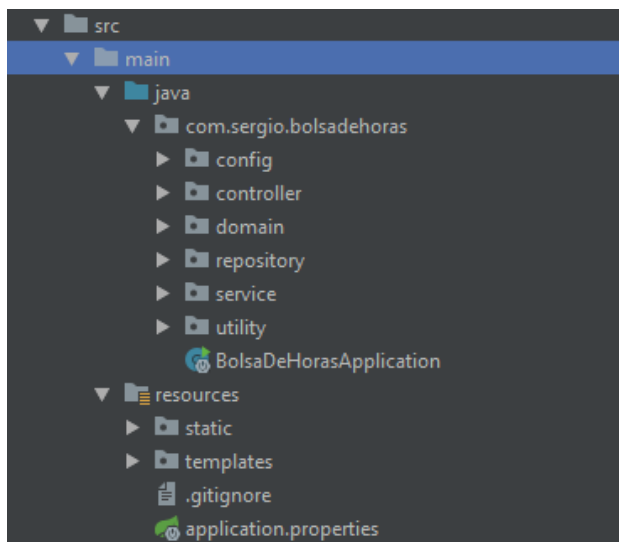 src
main
java
com.sergio.bolsadehoras
config
controller
domain
repository
service
utility
BolsaDeHorasApplication
resources
static
templates
.gitignore
application.properties